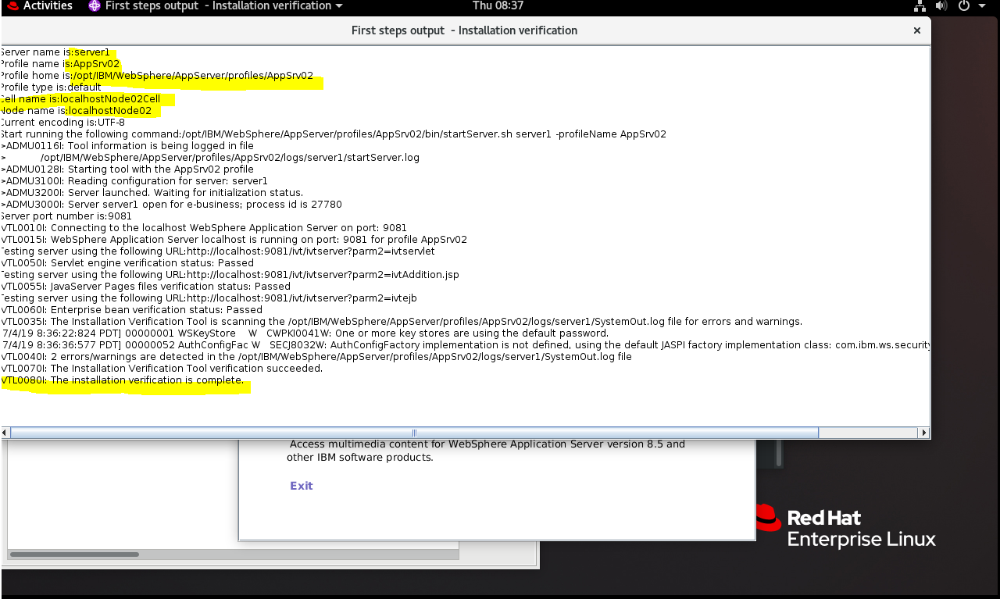 Activities First steps output - Installation verification Thu 08:37
First steps output - Installation verification
Server name is:server1
Profile name is:AppSrv02
Profile home is:/opt/IBM/WebSphere/AppServer/profiles/AppSrv02
Profile type is:default
Cell name is:localhostNode02Cell
Node name is:localhostNode02
Current encoding is:UTF-8
Start running the following command:/opt/IBM/WebSphere/AppServer/profiles/AppSrv02/bin/startServer.sh server1 -profileName AppSrv02
>ADMU0116I: Tool information is being logged in file
> /opt/IBM/WebSphere/AppServer/profiles/AppSrv02/logs/server1/startServer.log
>ADMU0128I: Starting tool with the AppSrv02 profile
>ADMU3100I: Reading configuration for server: server1
>ADMU3200I: Server launched. Waiting for initialization status.
>ADMU3000I: Server server1 open for e-business; process id is 27780
Server port number is:9081
IVTL0010I: Connecting to the localhost WebSphere Application Server on port: 9081
IVTL0015I: WebSphere Application Server localhost is running on port: 9081 for profile AppSrv02
Testing server using the following URL:http://localhost:9081/ivt/ivtserver?parm2=ivtservlet
IVTL0050I: Servlet engine verification status: Passed
Testing server using the following URL:http://localhost:9081/ivt/ivtserver?parm2=ivtAddition.jsp
IVTL0055I: JavaServer Pages files verification status: Passed
Testing server using the following URL:http://localhost:9081/ivt/ivtserver?parm2=ivtejb
IVTL0060I: Enterprise bean verification status: Passed
IVTL0035I: The Installation Verification Tool is scanning the /opt/IBM/WebSphere/AppServer/profiles/AppSrv02/logs/server1/SystemOut.log file for errors and warnings.
7/4/19 8:36:22:824 PDT] 00000001 WSKeyStore W CWPKI0041W: One or more key stores are using the default password.
7/4/19 8:36:36:577 PDT] 00000052 AuthConfigFac W SECJ8032W: AuthConfigFactory implementation is not defined, using the default JASPI factory implementation class: com.ibm.ws.security
IVTL0040I: 2 errors/warnings are detected in the /opt/IBM/WebSphere/AppServer/profiles/AppSrv02/logs/server1/SystemOut.log file
IVTL0070I: The Installation Verification Tool verification succeeded.
IVTL0080I: The installation verification is complete.
Access multimedia content for WebSphere Application Server version 8.5 and
other IBM software products.
Exit
Red Hat
Enterprise Linux